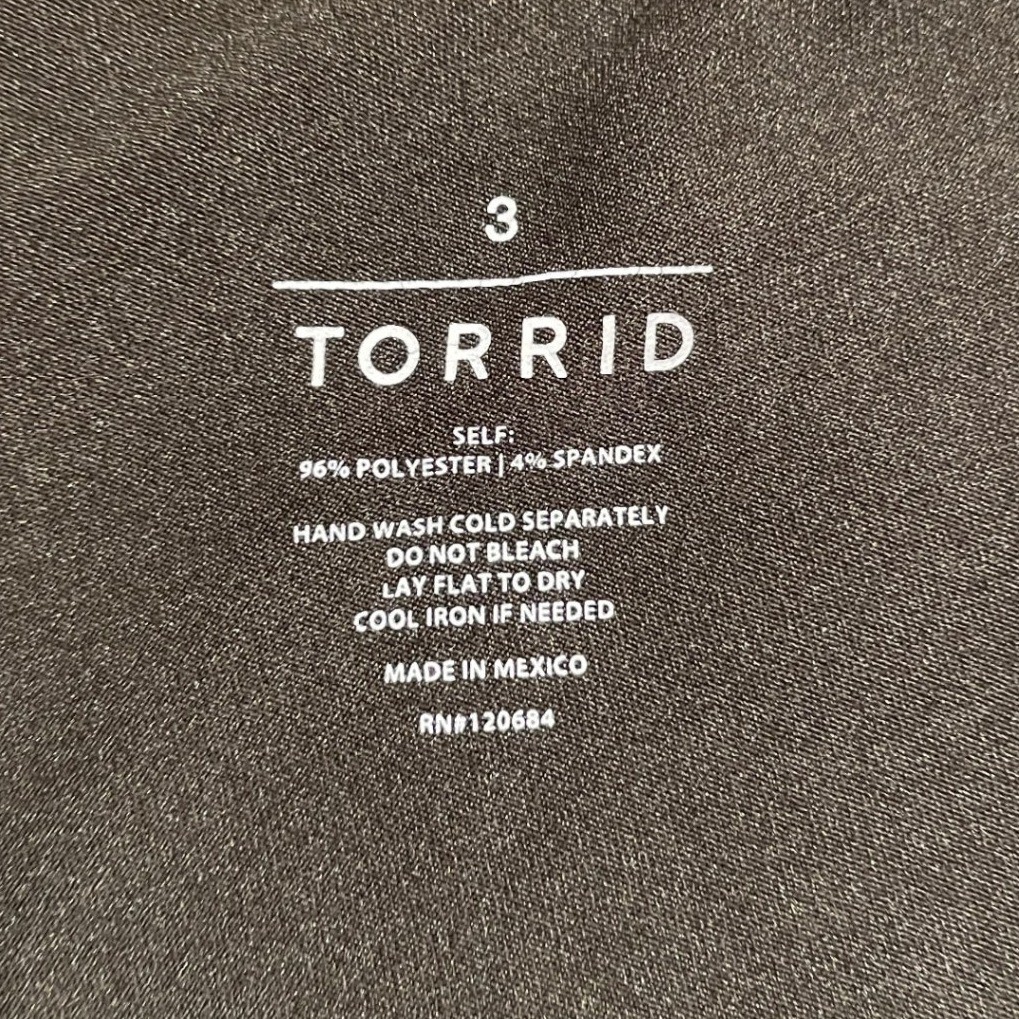 3
TORRID
SELF:
96% POLYESTER | 4% SPANDEX
HAND WASH COLD SEPARATELY
DO NOT BLEACH
LAY FLAT TO DRY
COOL IRON IF NEEDED
MADE IN MEXICO
RN#120684